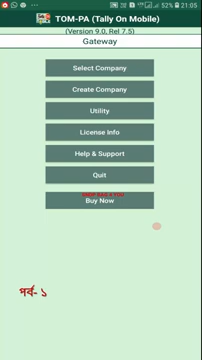 52% 21:05
TOM-PA (Tally On Mobile)
(Version 9.0, Rel 7.5)
Gateway
Select Company
Create Company
Utility
License Info
Help & Support
Quit
Buy Now
পর্ব- ১